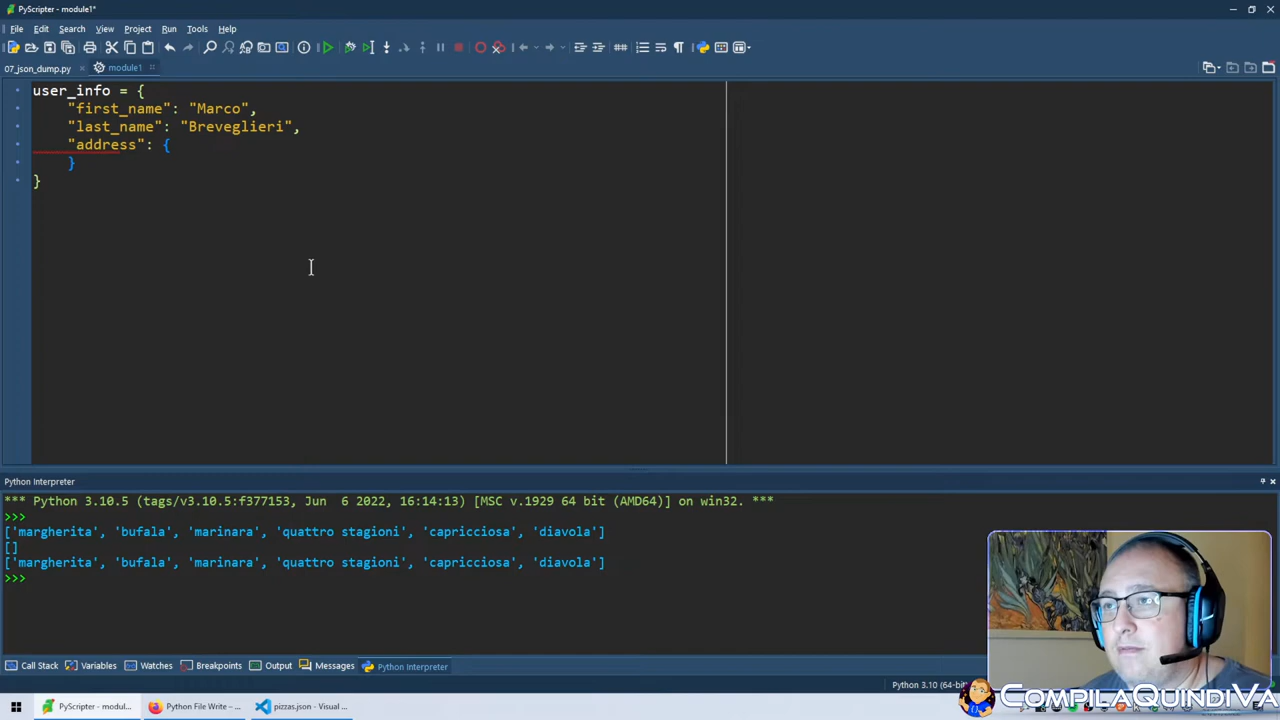 PyScripter - module1*
File Edit Search View Project Run Tools Help
07_json_dump.py module1
user_info = {
"first_name": "Marco",
"last_name": "Breveglieri",
"address": {
}
}
Python Interpreter
*** Python 3.10.5 (tags/v3.10.5:f377153, Jun 6 2022, 16:14:13) [MSC v.1929 64 bit (AMD64)] on win32. ***
>>>
['margherita', 'bufala', 'marinara', 'quattro stagioni', 'capricciosa', 'diavola']
[]
['margherita', 'bufala', 'marinara', 'quattro stagioni', 'capricciosa', 'diavola']
>>>
Call Stack Variables Watches Breakpoints Output Messages Python Interpreter
Python 3.10 (64-bit
PyScripter - modul... Python File Write – ... pizzas.json - Visual ...
CompilaQuindiVa